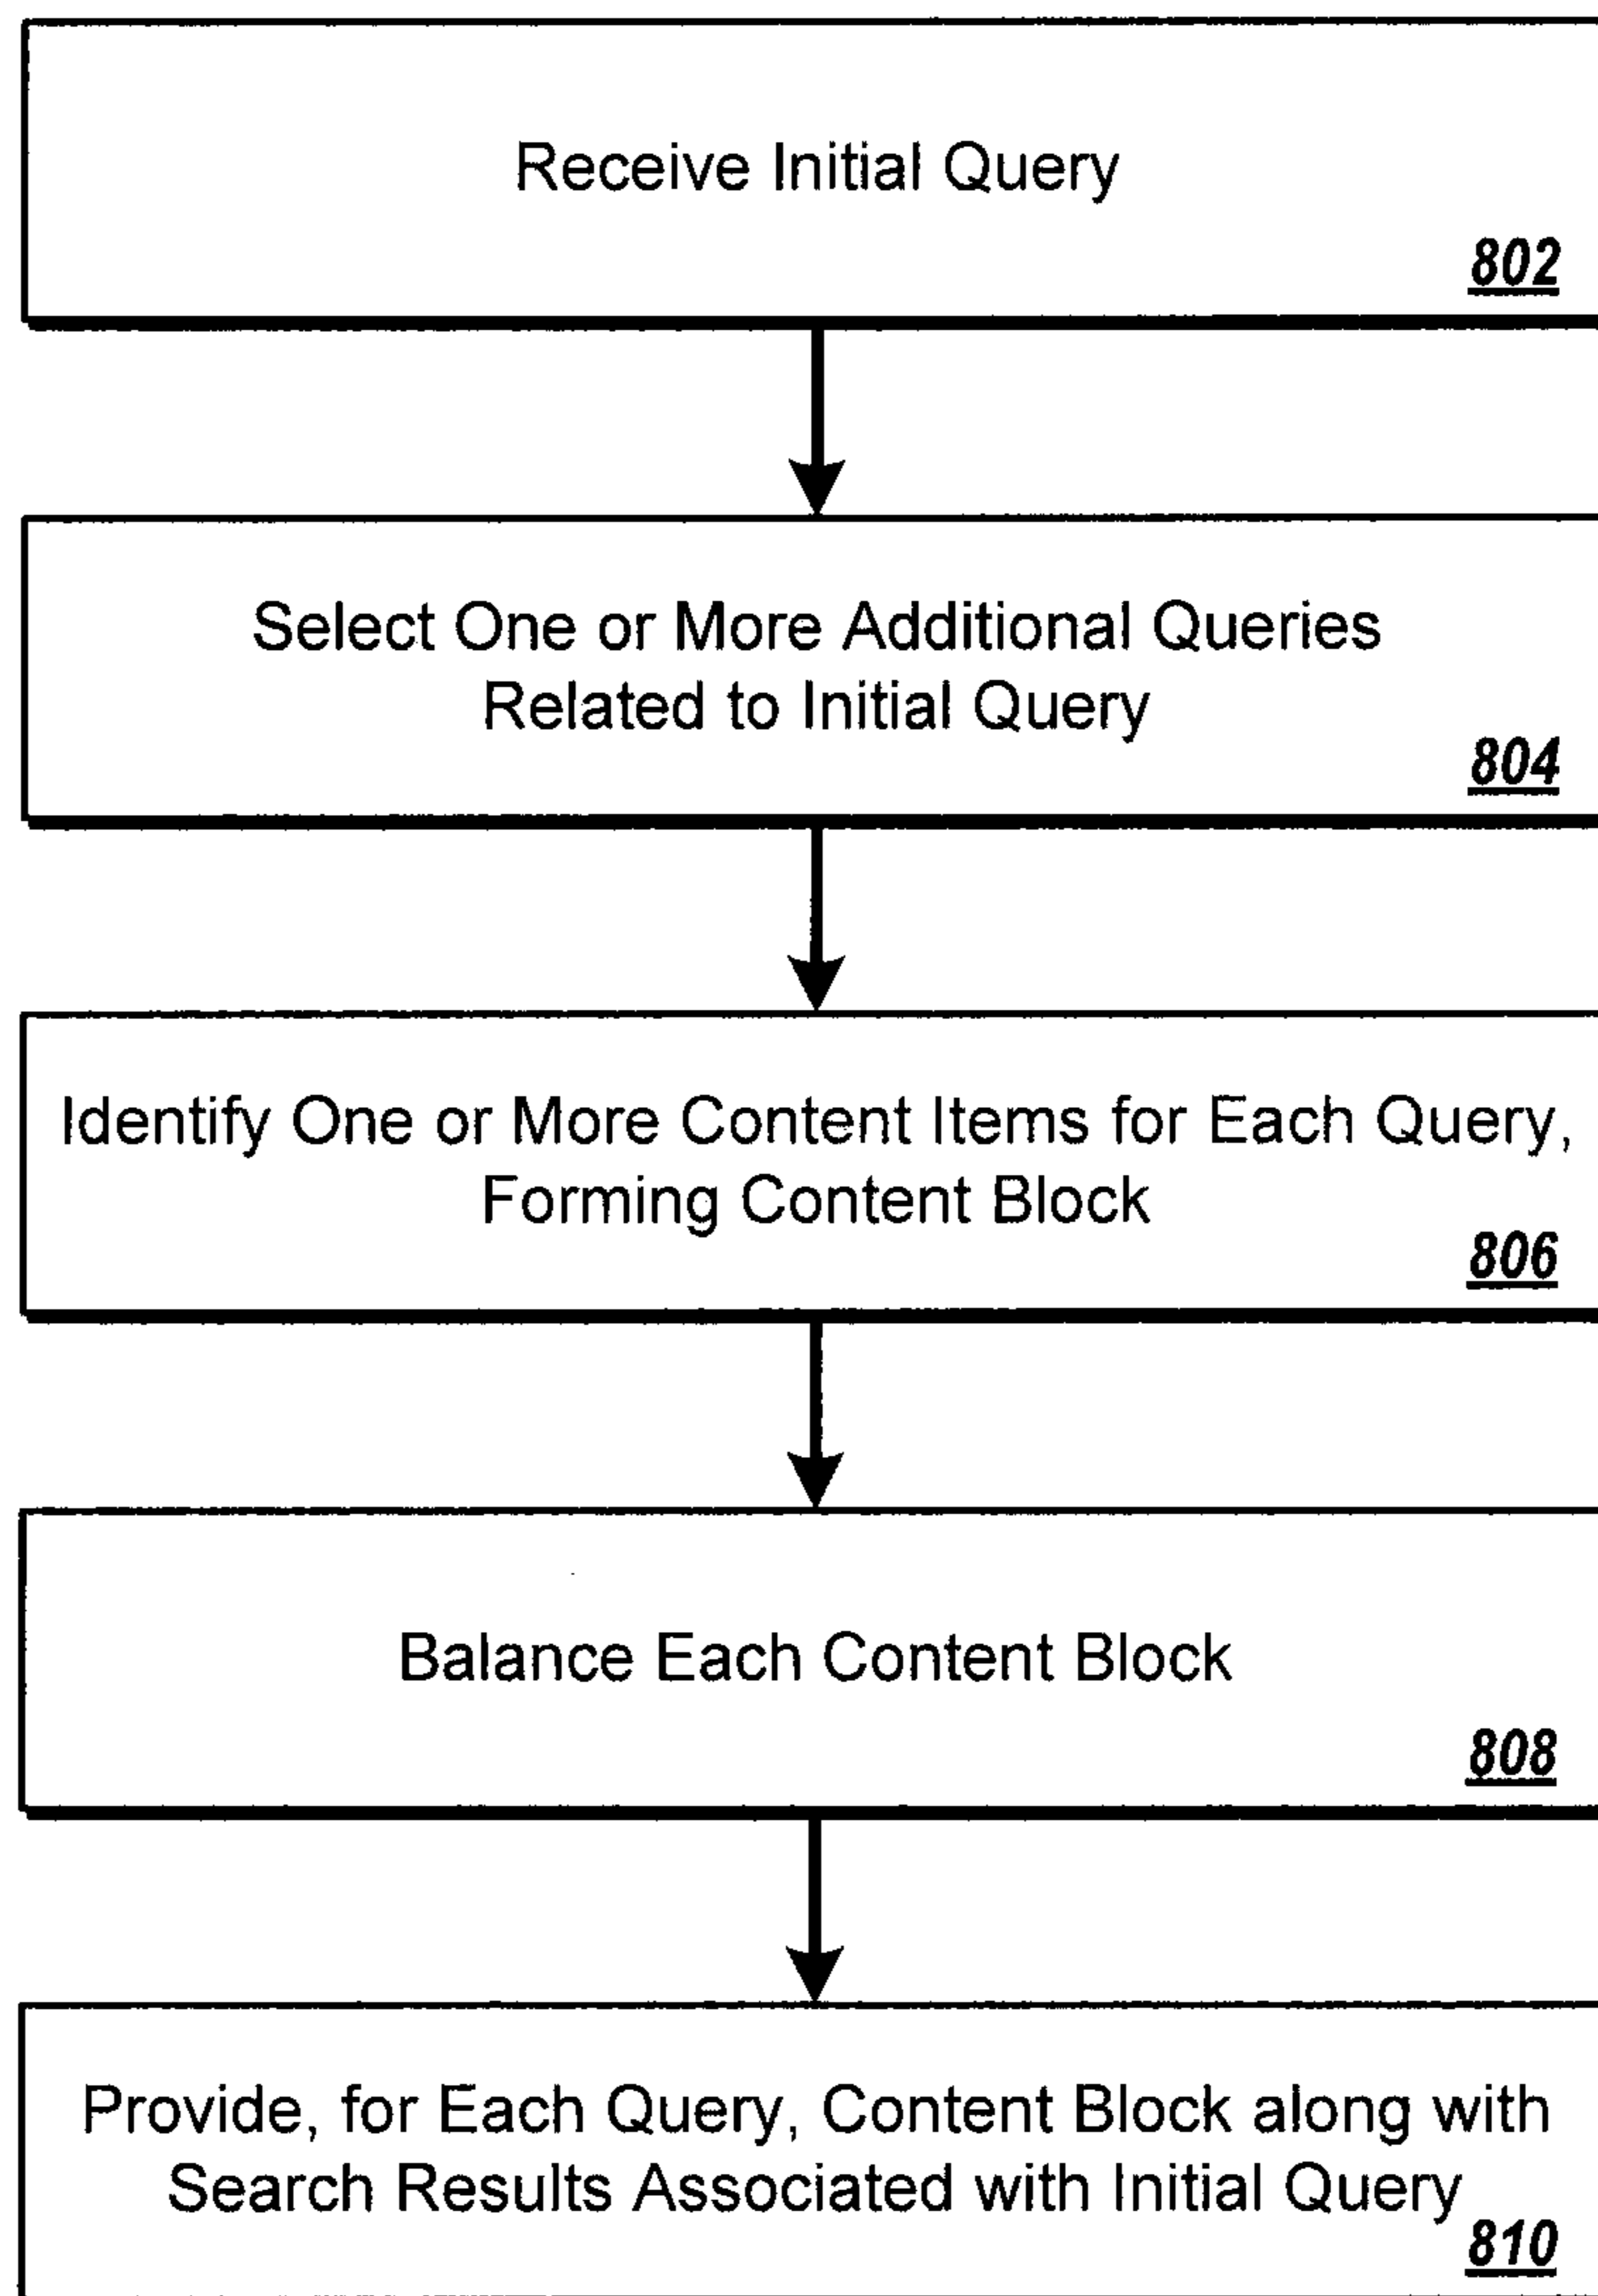 Receive Initial Query
802
Select One or More Additional Queries
Related to Initial Query
804
Identify One or More Content Items for Each Query,
Forming Content Block
806
Balance Each Content Block
808
Provide, for Each Query, Content Block along with
Search Results Associated with Initial Query
810